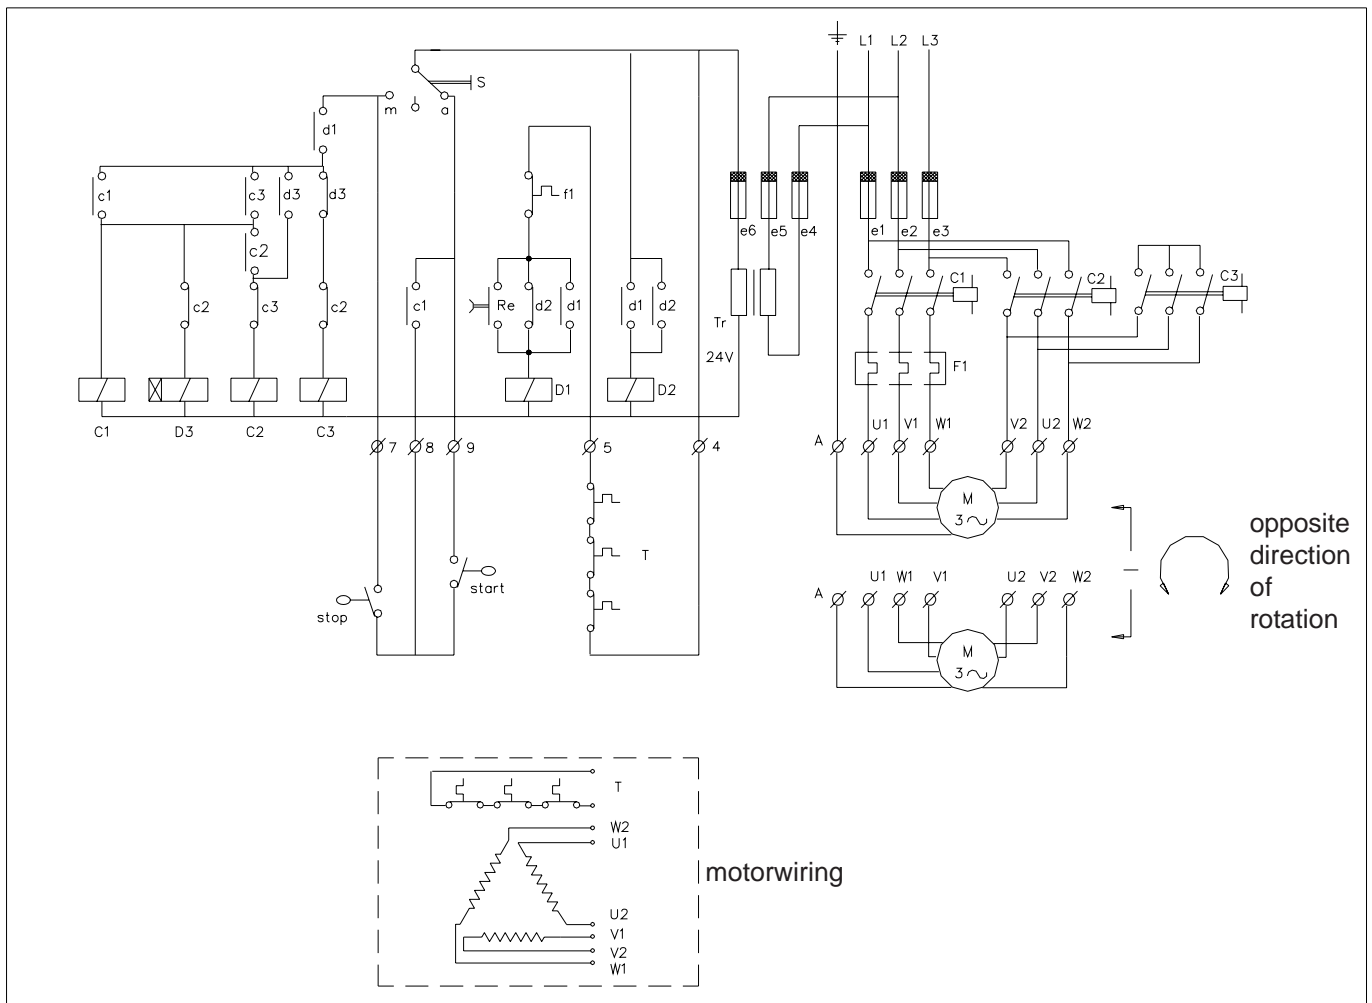 L1 L2 L3
S
m a
d1
c1 c3 d3 d3
f1
e6 e5 e4 e1 e2 e3
c2
C1 C2 C3
c2 c3 c2 c1 Re d2 d1 d1 d2
Tr
24V
F1
D1 D2
C1 D3 C2 C3
7 8 9 5 4
A U1 V1 W1 V2 U2 W2
M
3
T
start
stop
opposite
direction
of
rotation
A U1 W1 V1 U2 V2 W2
M
3
T
W2
U1
motorwiring
U2
V1
V2
W1